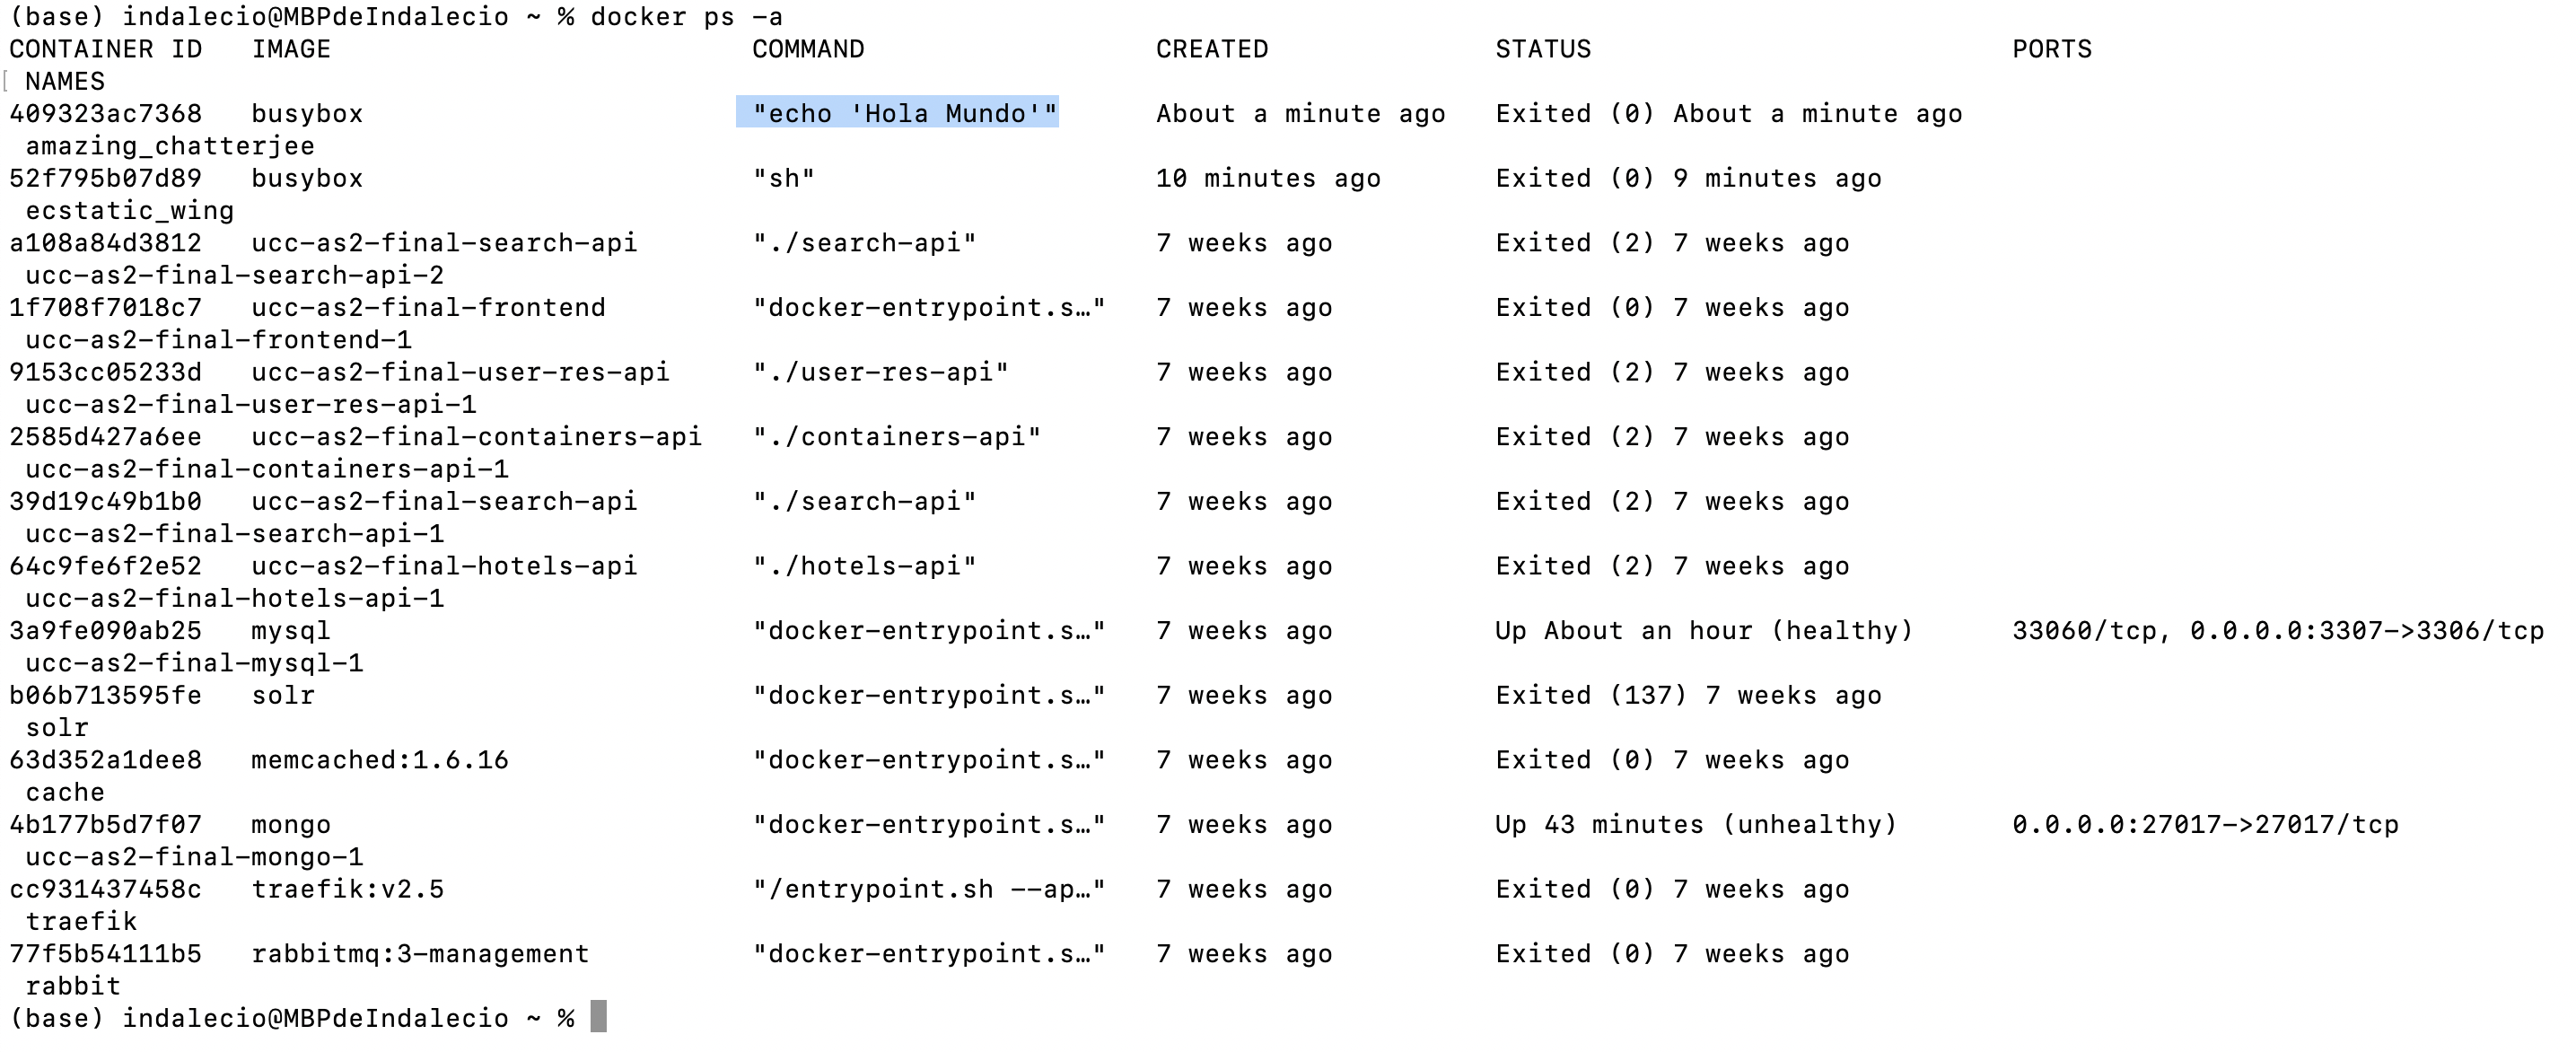 (base) indalecio@MBPdeIndalecio ~ % docker ps -a
CONTAINER ID   IMAGE                          COMMAND                  CREATED              STATUS                          PORTS
[ NAMES
409323ac7368   busybox                        "echo 'Hola Mundo'"      About a minute ago   Exited (0) About a minute ago
 amazing_chatterjee
52f795b07d89   busybox                        "sh"                     10 minutes ago       Exited (0) 9 minutes ago
 ecstatic_wing
a108a84d3812   ucc-as2-final-search-api       "./search-api"           7 weeks ago          Exited (2) 7 weeks ago
 ucc-as2-final-search-api-2
1f708f7018c7   ucc-as2-final-frontend         "docker-entrypoint.s…"   7 weeks ago          Exited (0) 7 weeks ago
 ucc-as2-final-frontend-1
9153cc05233d   ucc-as2-final-user-res-api     "./user-res-api"         7 weeks ago          Exited (2) 7 weeks ago
 ucc-as2-final-user-res-api-1
2585d427a6ee   ucc-as2-final-containers-api   "./containers-api"       7 weeks ago          Exited (2) 7 weeks ago
 ucc-as2-final-containers-api-1
39d19c49b1b0   ucc-as2-final-search-api       "./search-api"           7 weeks ago          Exited (2) 7 weeks ago
 ucc-as2-final-search-api-1
64c9fe6f2e52   ucc-as2-final-hotels-api       "./hotels-api"           7 weeks ago          Exited (2) 7 weeks ago
 ucc-as2-final-hotels-api-1
3a9fe090ab25   mysql                          "docker-entrypoint.s…"   7 weeks ago          Up About an hour (healthy)      33060/tcp, 0.0.0.0:3307->3306/tcp
 ucc-as2-final-mysql-1
b06b713595fe   solr                           "docker-entrypoint.s…"   7 weeks ago          Exited (137) 7 weeks ago
 solr
63d352a1dee8   memcached:1.6.16               "docker-entrypoint.s…"   7 weeks ago          Exited (0) 7 weeks ago
 cache
4b177b5d7f07   mongo                          "docker-entrypoint.s…"   7 weeks ago          Up 43 minutes (unhealthy)       0.0.0.0:27017->27017/tcp
 ucc-as2-final-mongo-1
cc931437458c   traefik:v2.5                   "/entrypoint.sh --ap…"   7 weeks ago          Exited (0) 7 weeks ago
 traefik
77f5b54111b5   rabbitmq:3-management          "docker-entrypoint.s…"   7 weeks ago          Exited (0) 7 weeks ago
 rabbit
(base) indalecio@MBPdeIndalecio ~ %